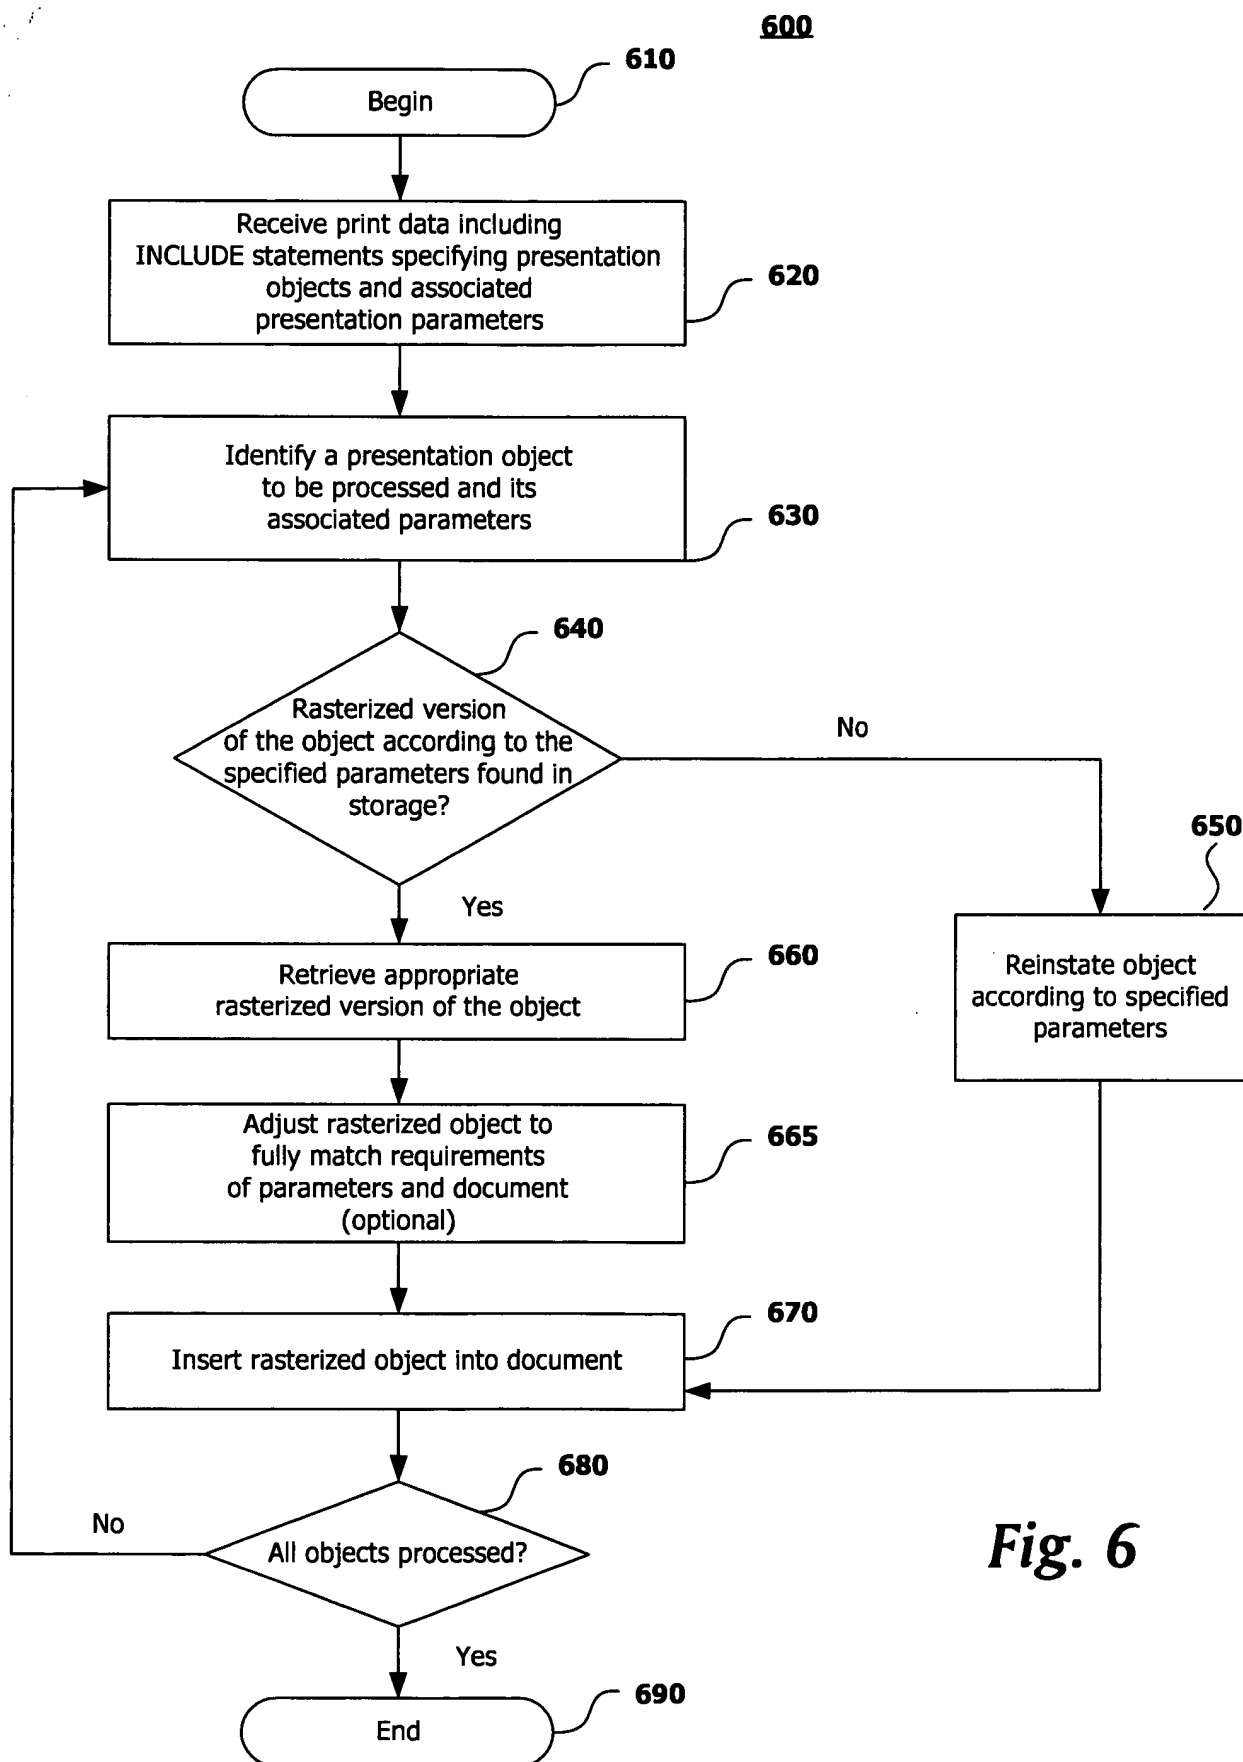 600
610
Begin
Receive print data including
INCLUDE statements specifying presentation
objects and associated
presentation parameters
620
Identify a presentation object
to be processed and its
associated parameters
630
640
Rasterized version
of the object according to the
specified parameters found in
storage?
No
Yes
650
Reinstate object
according to specified
parameters
660
Retrieve appropriate
rasterized version of the object
Adjust rasterized object to
fully match requirements
of parameters and document
(optional)
665
670
Insert rasterized object into document
680
No
All objects processed?
Fig. 6
Yes
690
End